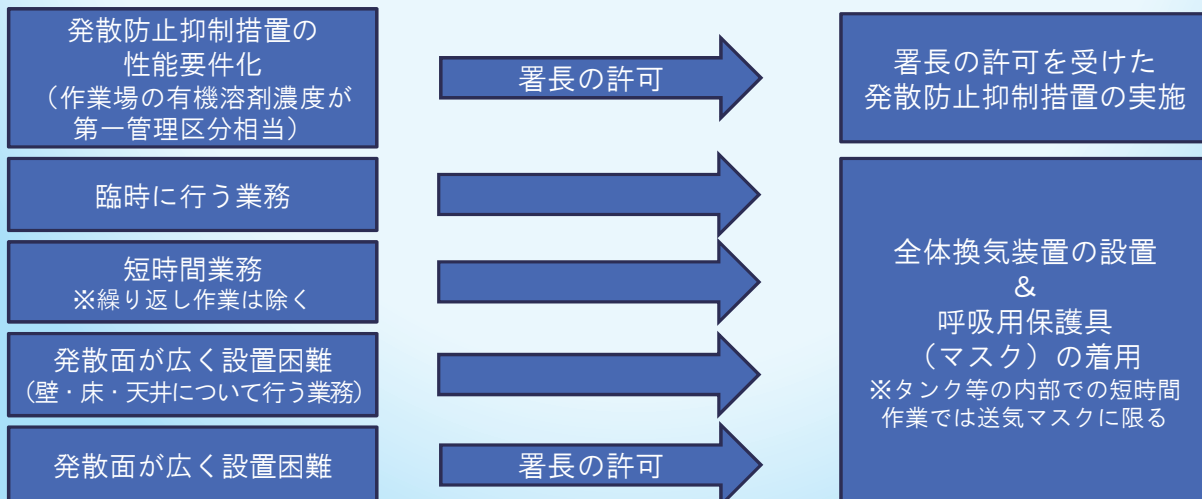 発散防止抑制措置の
性能要件化
（作業場の有機溶剤濃度が
第一管理区分相当）
署長の許可
署長の許可を受けた
発散防止抑制措置の実施
臨時に行う業務
短時間業務
※繰り返し作業は除く
発散面が広く設置困難
（壁・床・天井について行う業務）
発散面が広く設置困難
署長の許可
全体換気装置の設置
＆
呼吸用保護具
（マスク）の着用
※タンク等の内部での短時間
作業では送気マスクに限る